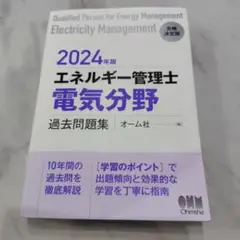 Qualified Person for Energy Management
Electricity Management
2024年版
エネルギー管理士
電気分野
過去問題集
オーム社 編
10年間の
過去問を
徹底解説
[学習のポイント]で
出題傾向と効果的な
学習を丁寧に指南
Ohmsha